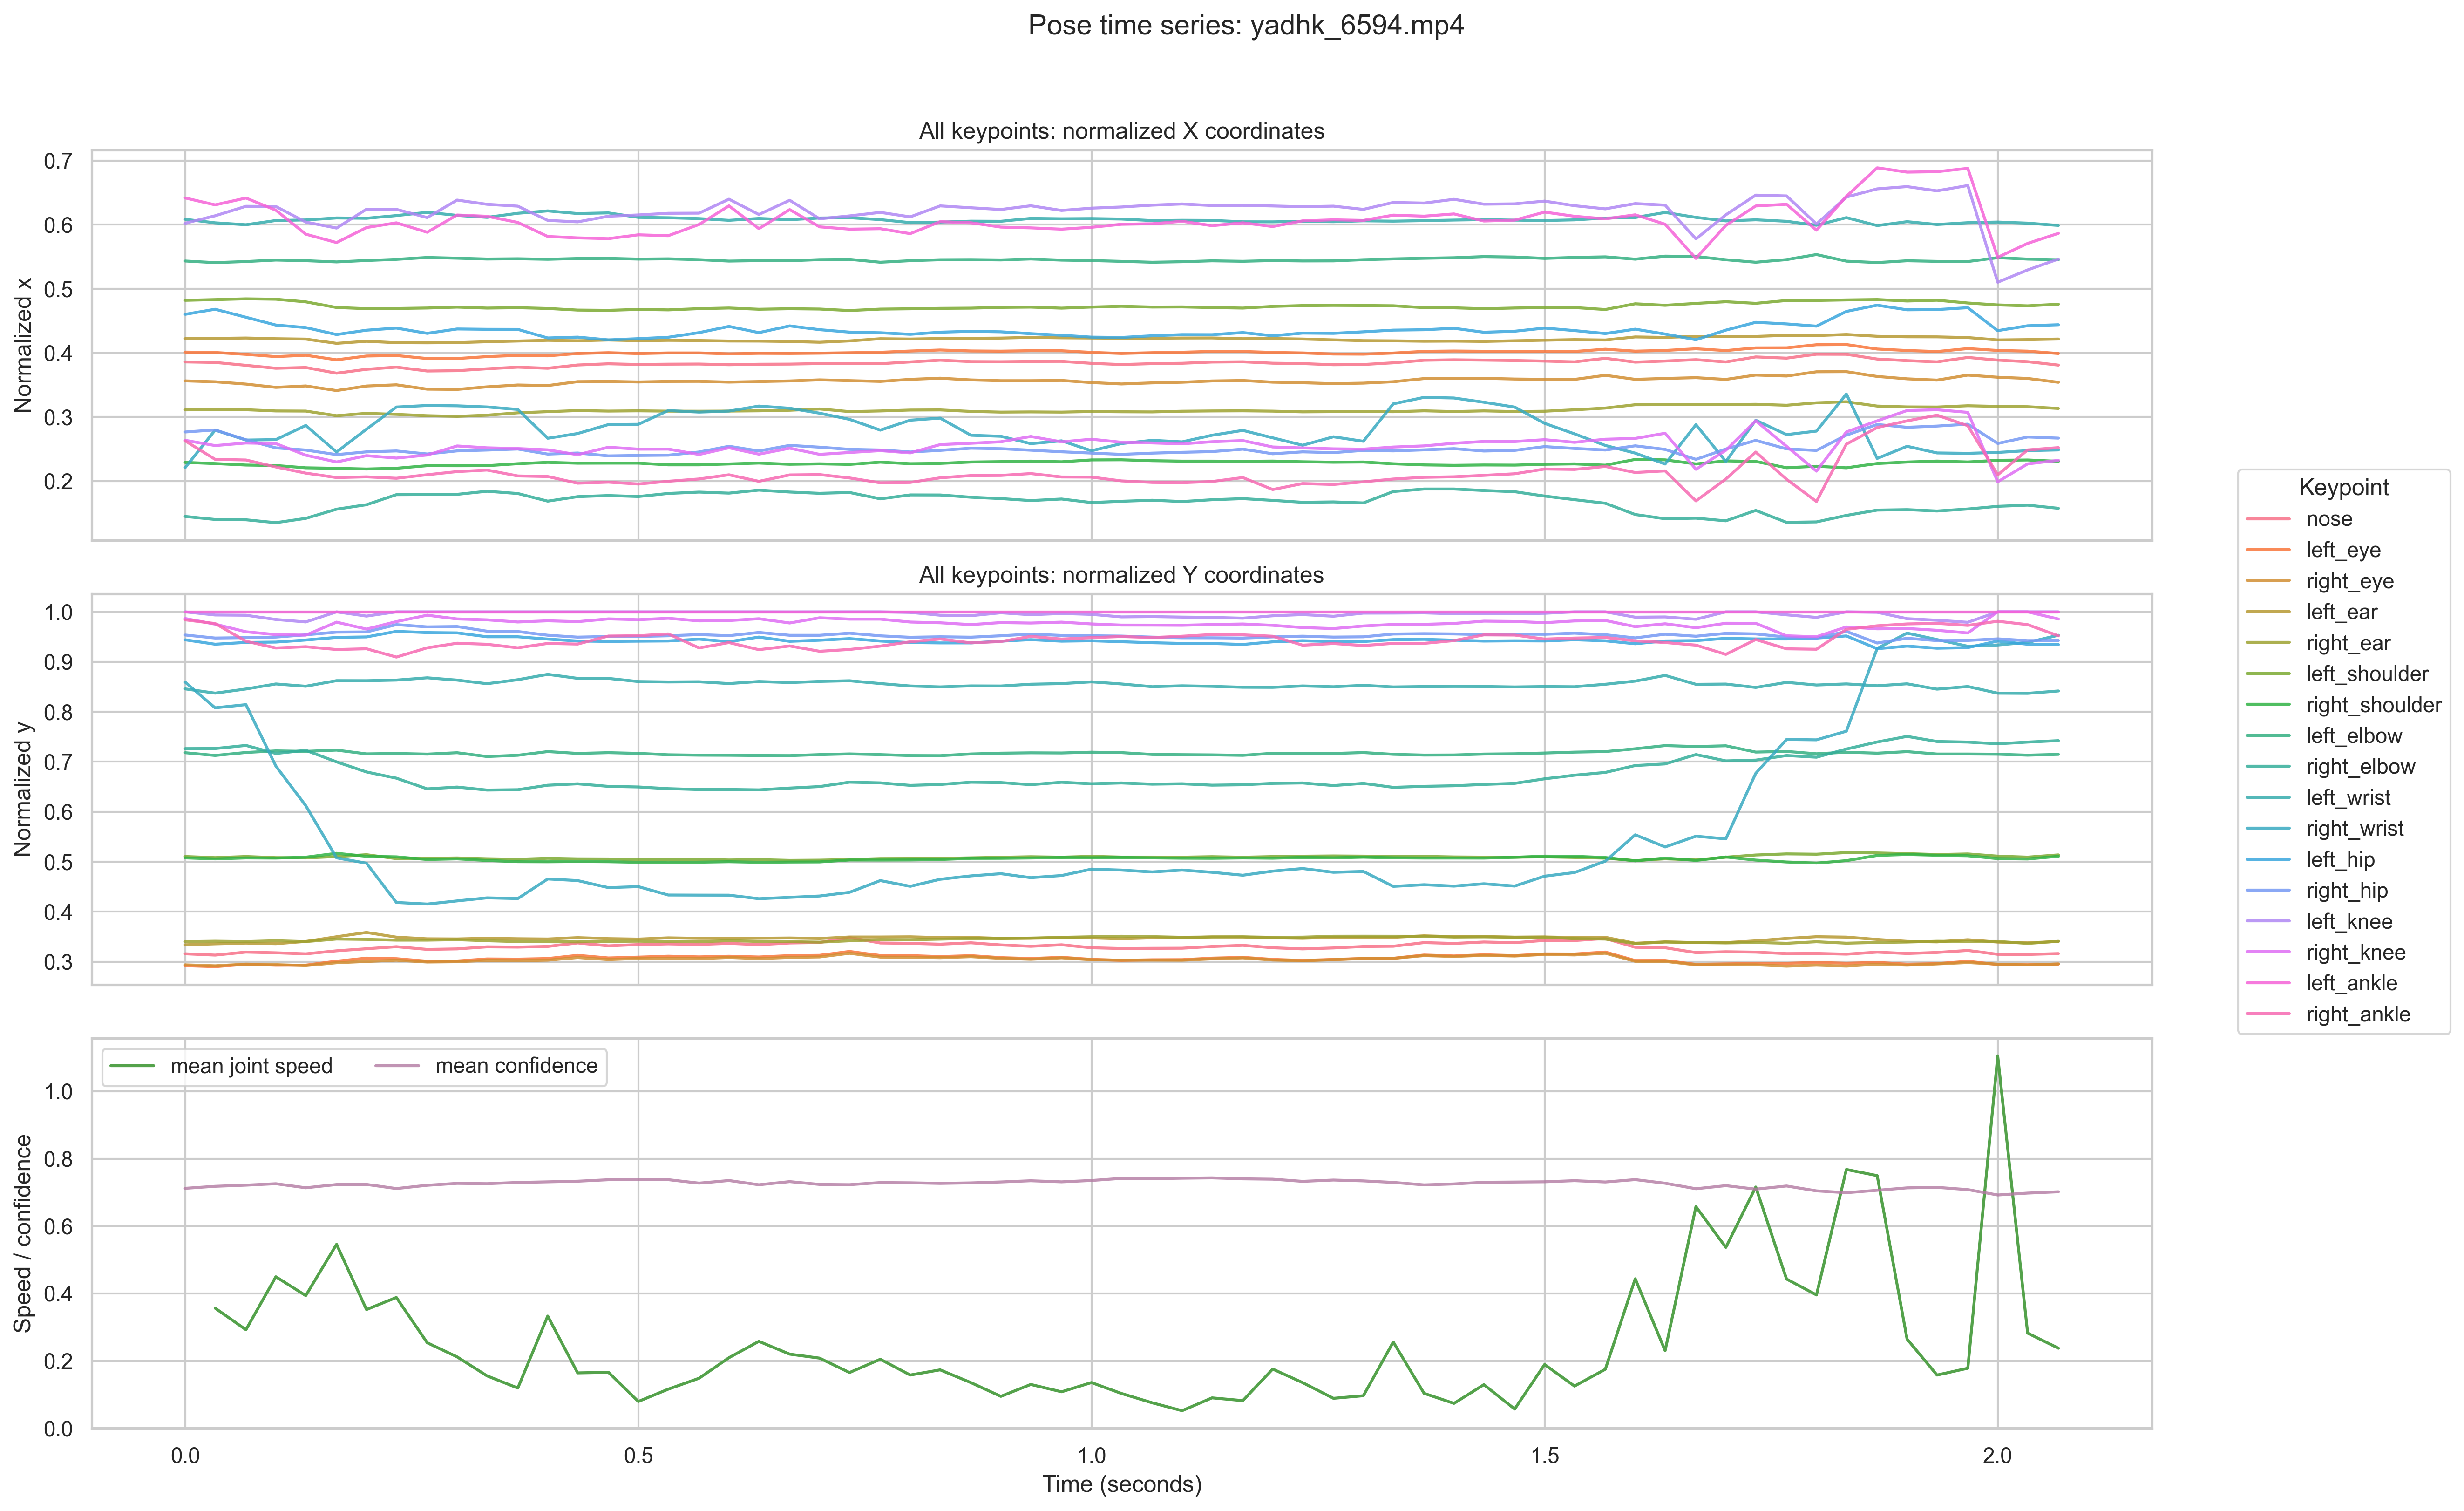 Pose time series: yadhk_6594.mp4
All keypoints: normalized X coordinates
Normalized x
0.7
0.6
0.5
0.4
0.3
0.2
All keypoints: normalized Y coordinates
Normalized y
1.0
0.9
0.8
0.7
0.6
0.5
0.4
0.3
mean joint speed
mean confidence
Speed / confidence
1.0
0.8
0.6
0.4
0.2
0.0
0.0
0.5
1.0
1.5
2.0
Time (seconds)
Keypoint
nose
left_eye
right_eye
left_ear
right_ear
left_shoulder
right_shoulder
left_elbow
right_elbow
left_wrist
right_wrist
left_hip
right_hip
left_knee
right_knee
left_ankle
right_ankle